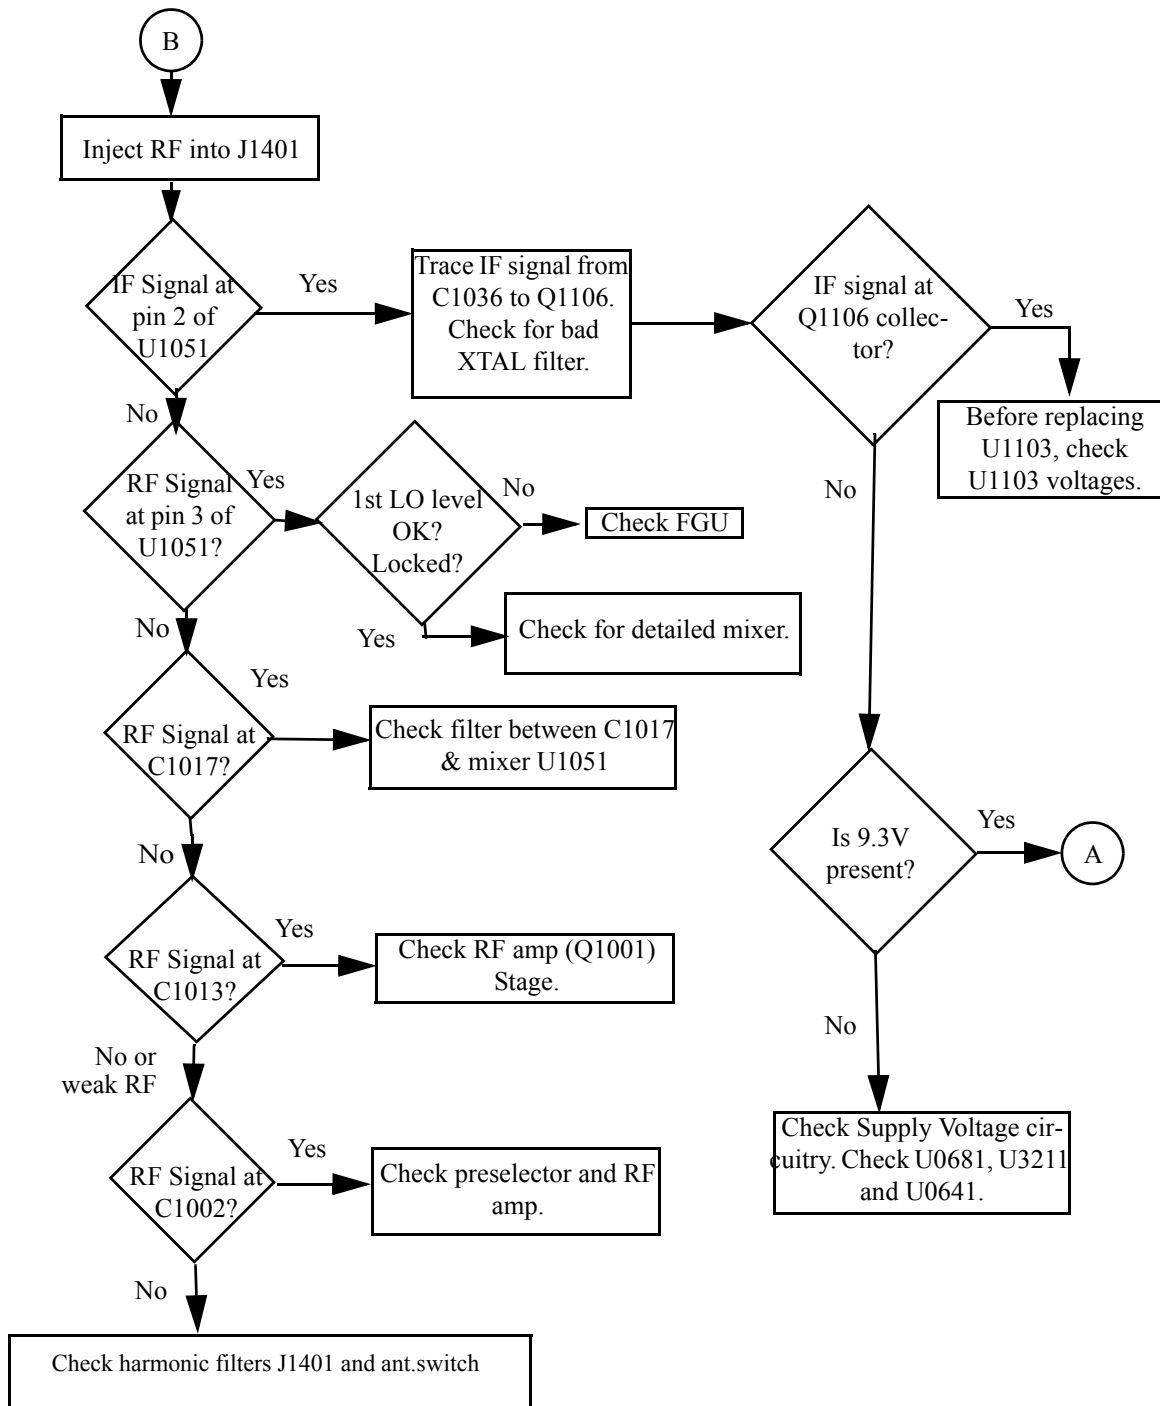 B
Inject RF into J1401
IF Signal at
pin 2 of
U1051
Yes
Trace IF signal from
C1036 to Q1106.
Check for bad
XTAL filter.
IF signal at
Q1106 collec-
tor?
Yes
Before replacing
U1103, check
U1103 voltages.
No
No
RF Signal
at pin 3 of
U1051?
Yes
1st LO level
OK?
Locked?
No
Check FGU
Yes
Check for detailed mixer.
No
RF Signal at
C1017?
Yes
Check filter between C1017
& mixer U1051
No
RF Signal at
C1013?
Yes
Check RF amp (Q1001)
Stage.
No or
weak RF
RF Signal at
C1002?
Yes
Check preselector and RF
amp.
No
Check harmonic filters J1401 and ant.switch
Is 9.3V
present?
Yes
A
No
Check Supply Voltage cir-
cuitry. Check U0681, U3211
and U0641.